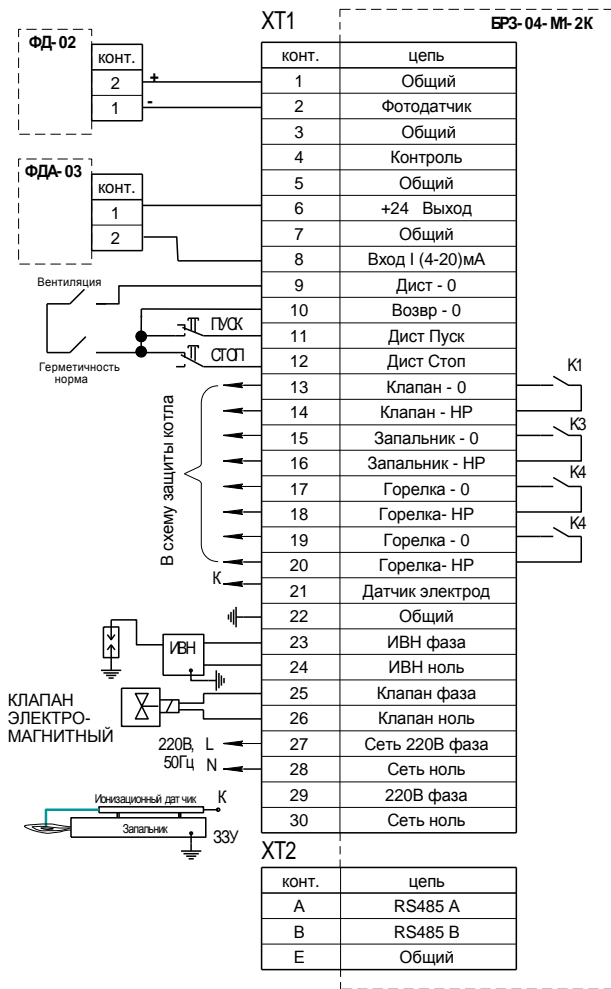 XT1
БРЗ-04-М1-2К
ФД-02
конт.
2 +
1 -
ФДА-03
конт.
1
2
конт. цепь
1 Общий
2 Фотодатчик
3 Общий
4 Контроль
5 Общий
6 +24 Выход
7 Общий
8 Вход I (4-20)мА
9 Дист - 0
10 Возвр - 0
11 Дист Пуск
12 Дист Стоп
13 Клапан - 0
14 Клапан - НР
15 Запальник - 0
16 Запальник - НР
17 Горелка - 0
18 Горелка- НР
19 Горелка - 0
20 Горелка- НР
21 Датчик электрод
22 Общий
23 ИВН фаза
24 ИВН ноль
25 Клапан фаза
26 Клапан ноль
27 Сеть 220В фаза
28 Сеть ноль
29 220В фаза
30 Сеть ноль
Вентиляция
Герметичность
норма
ПУСК
СТОП
В схему защиты котла
К
K1
K3
K4
K4
ИВН
КЛАПАН
ЭЛЕКТРО-
МАГНИТНЫЙ
220В, L
50Гц N
Ионизационный датчик К
Запальник ЗЗУ
XT2
конт. цепь
A RS485 A
B RS485 B
E Общий